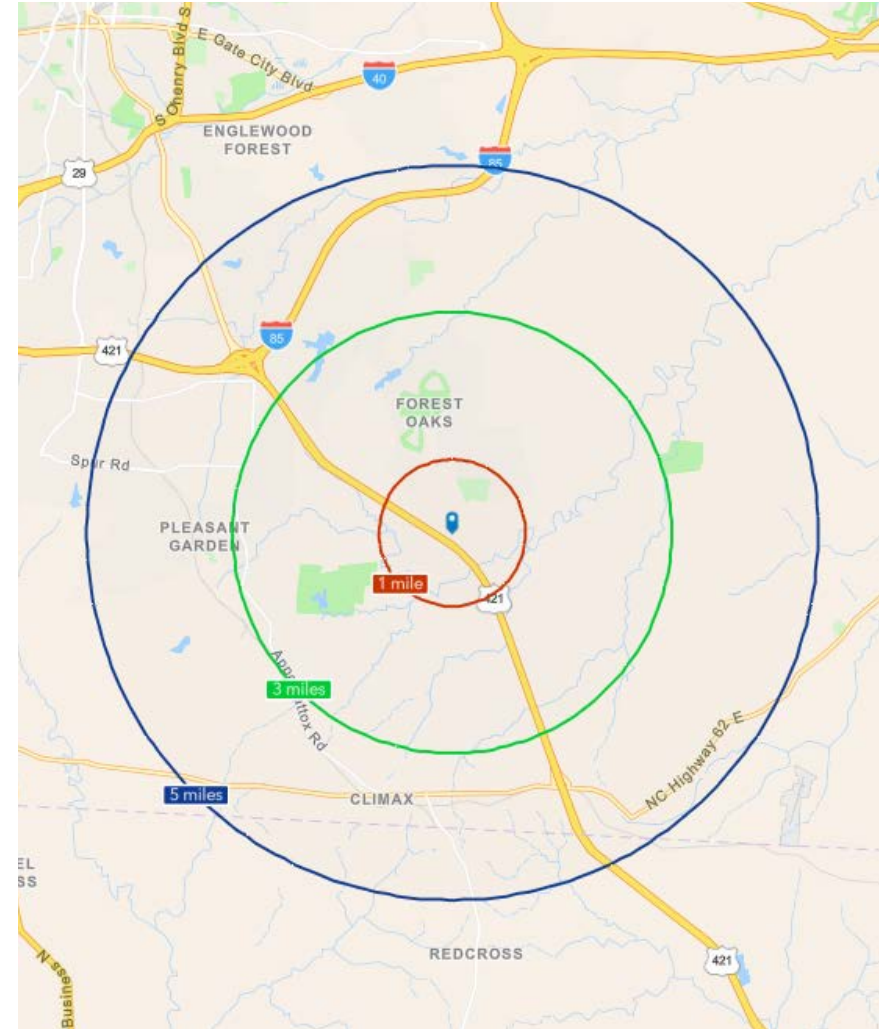 S Ohenry Blvd S
E Gate City Blvd
40
ENGLEWOOD
FOREST
85
29
85
421
FOREST
OAKS
Spur Rd
PLEASANT
GARDEN
1 mile
421
3 miles
5 miles
CLIMAX
NC Highway 62 E
REDCROSS
421